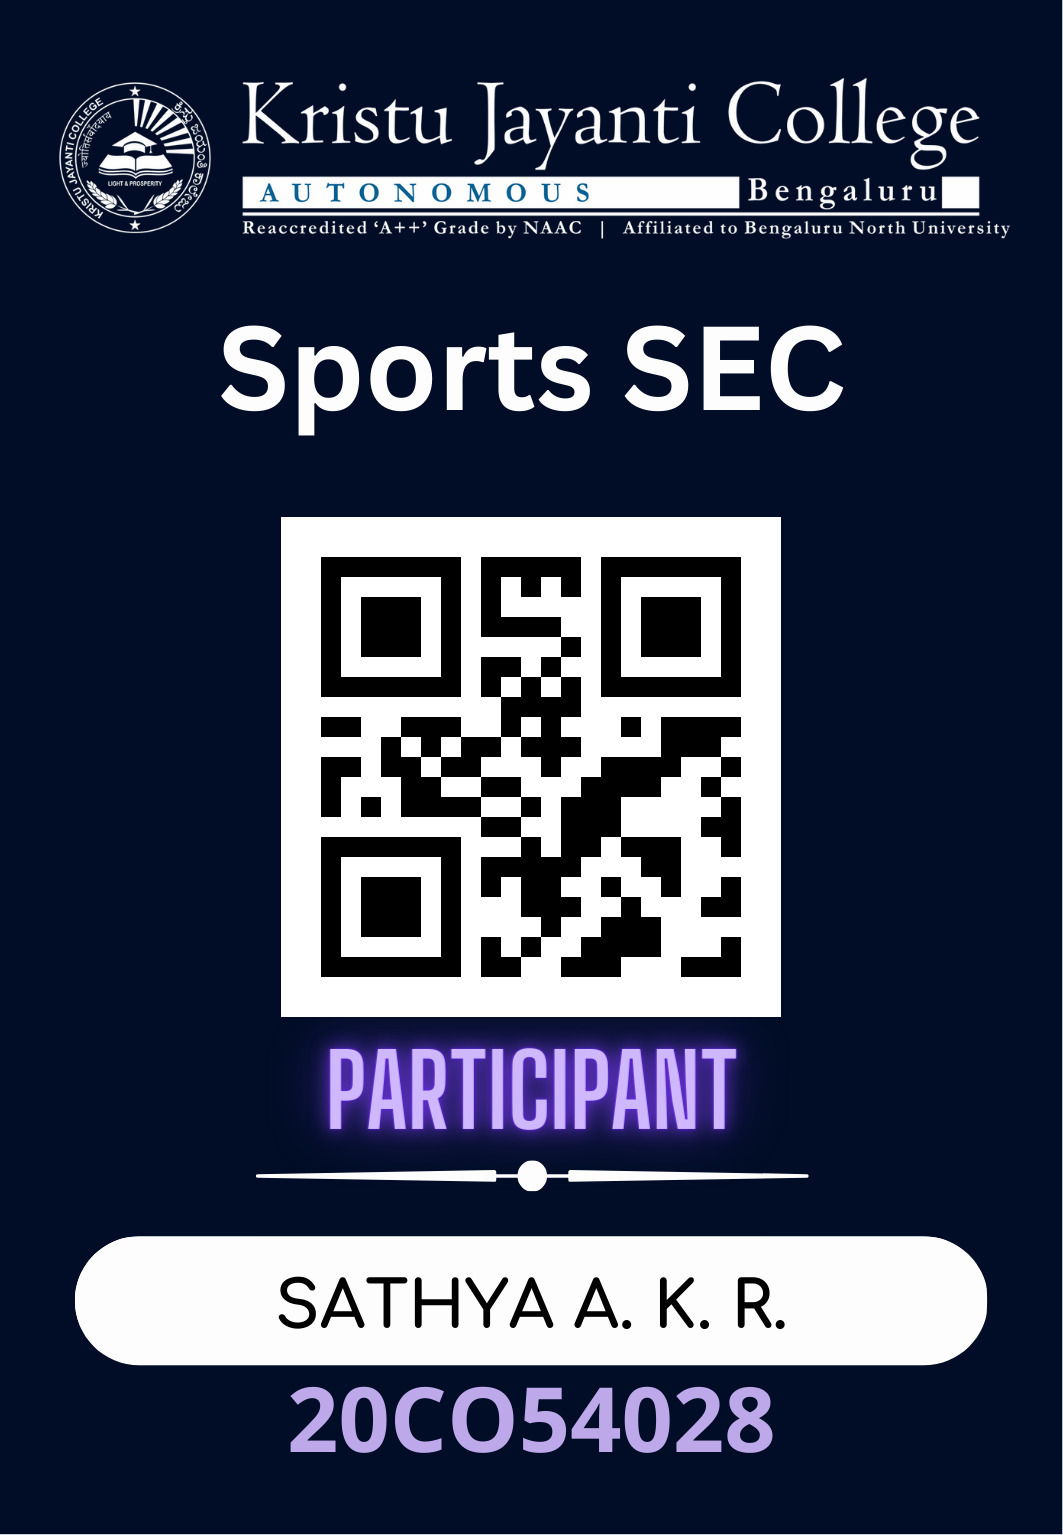 KRISTU JAYANTI COLLEGE
ಕ್ರಿಸ್ತು ಜಯಂತಿ ಕಾಲೇಜು
LIGHT & PROSPERITY
Kristu Jayanti College
AUTONOMOUS Bengaluru
Reaccredited ‘A++’ Grade by NAAC | Affiliated to Bengaluru North University
Sports SEC
PARTICIPANT
SATHYA A. K. R.
20CO54028